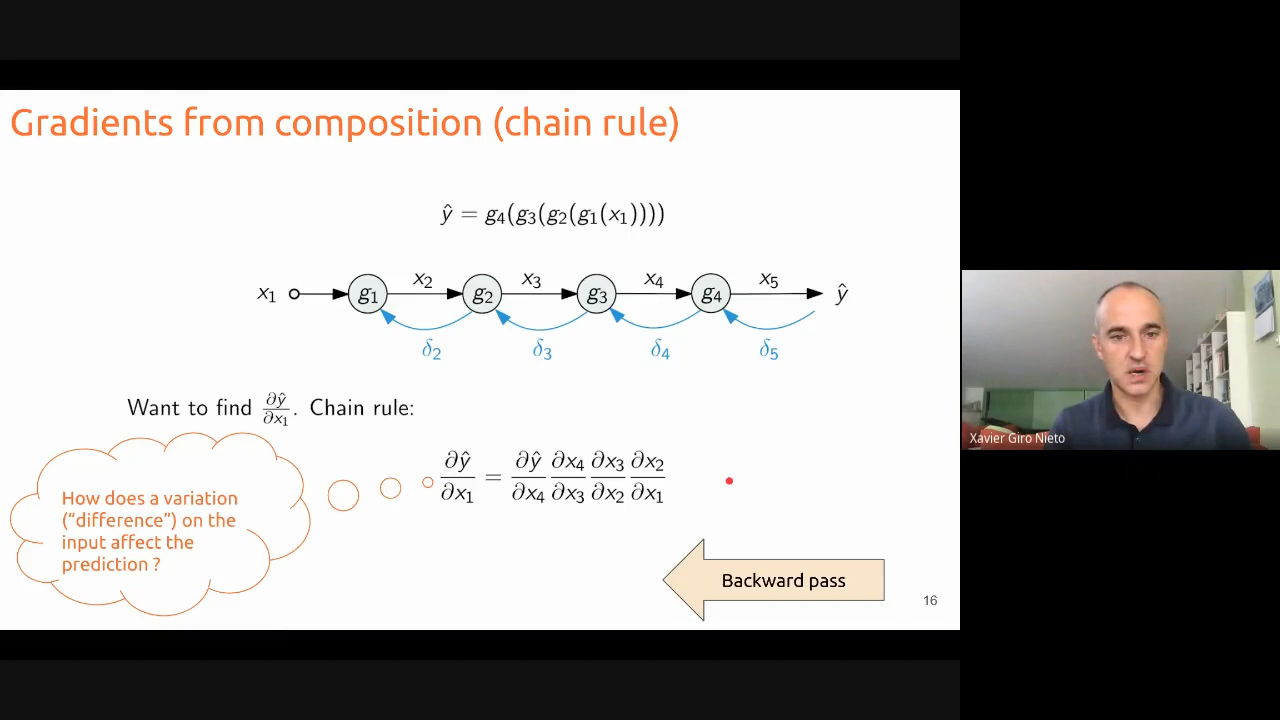 Gradients from composition (chain rule)
ŷ = g₄(g₃(g₂(g₁(x₁))))
x₁ g₁ x₂ g₂ x₃ g₃ x₄ g₄ x₅ ŷ
δ₂ δ₃ δ₄ δ₅
Want to find ∂ŷ/∂x₁. Chain rule:
∂ŷ/∂x₁ = ∂ŷ/∂x₄ ∂x₄/∂x₃ ∂x₃/∂x₂ ∂x₂/∂x₁
How does a variation
(“difference”) on the
input affect the
prediction ?
Backward pass
16
Xavier Giro Nieto